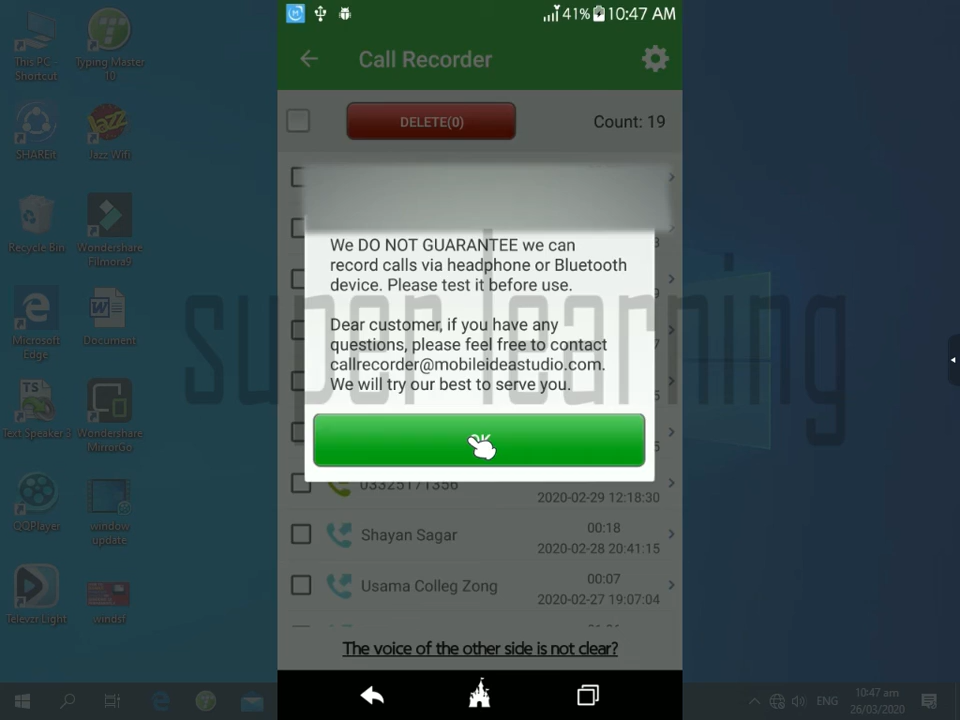 This PC -
Shortcut
Typing Master
10
SHAREit
Jazz Wifi
Recycle Bin
Wondershare
Filmora9
Microsoft
Edge
Document
Text Speaker 3
Wondershare
MirrorGo
QQPlayer
window
update
Televzr Light
windst
41% 10:47 AM
Call Recorder
DELETE(0)
Count: 19
We DO NOT GUARANTEE we can
record calls via headphone or Bluetooth
device. Please test it before use.
Dear customer, if you have any
questions, please feel free to contact
callrecorder@mobileideastudio.com.
We will try our best to serve you.
super learning
03325171356
2020-02-29 12:18:30
Shayan Sagar
00:18
2020-02-28 20:41:15
Usama Colleg Zong
00:07
2020-02-27 19:07:04
The voice of the other side is not clear?
ENG
10:47 am
26/03/2020